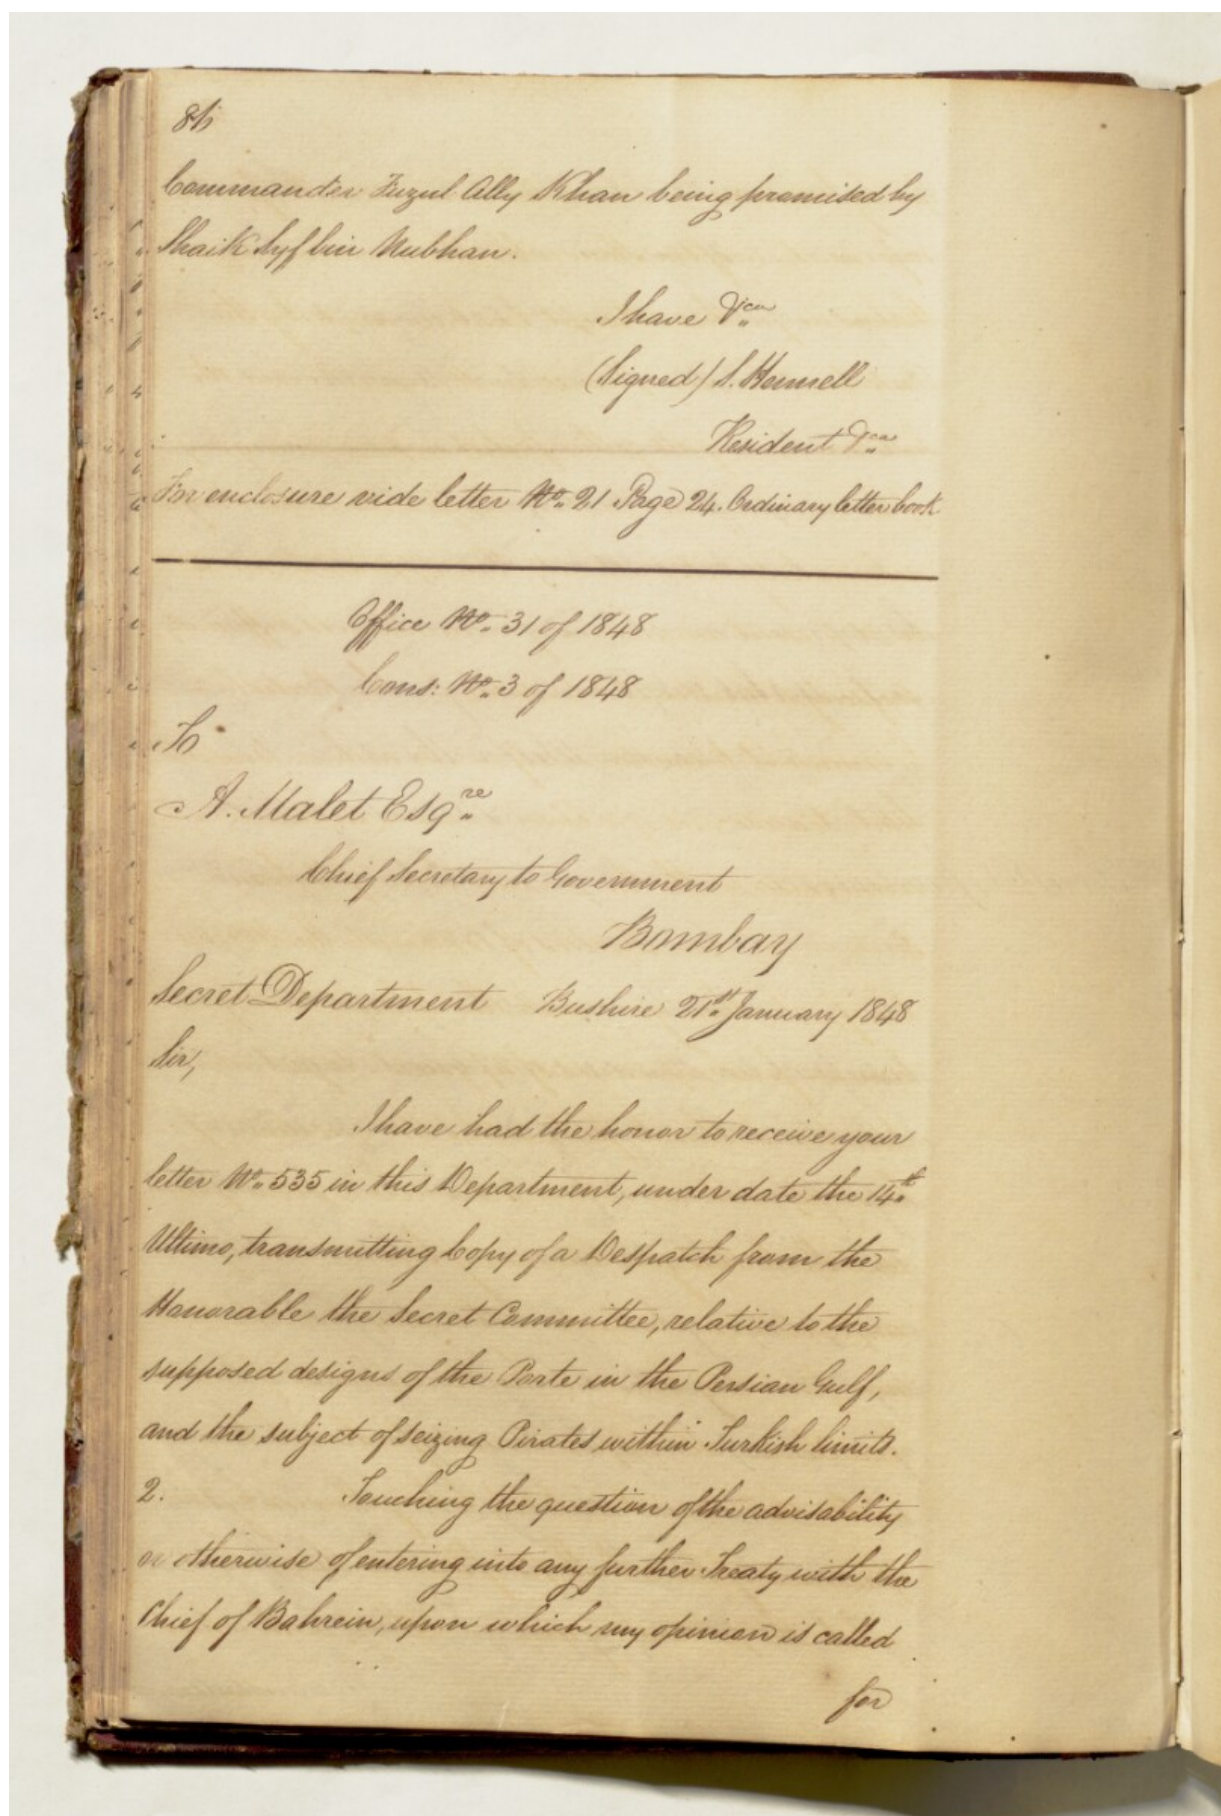 86
Commander Fuzul Ally Khan being promised by
Shaik Syf bin Nubhan.
I have &ca
(Signed) S. Hennell
Resident &ca
For enclosure vide letter No. 21 Page 24. Ordinary letter book
Office No. 31 of 1848
Cons: No. 3 of 1848
To
A. Malet Esqre
Chief Secretary to Government
Bombay
Secret Department Bushire 21st January 1848
Sir,
I have had the honor to receive your
letter No. 535 in this Department, under date the 14th
Ultimo, transmitting Copy of a Despatch from the
Honorable the Secret Committee, relative to the
supposed designs of the Porte in the Persian Gulf,
and the subject of seizing Pirates within Turkish limits.
2. Touching the question of the advisability
or otherwise of entering into any further Treaty with the
Chief of Bahrein, upon which my opinion is called
for